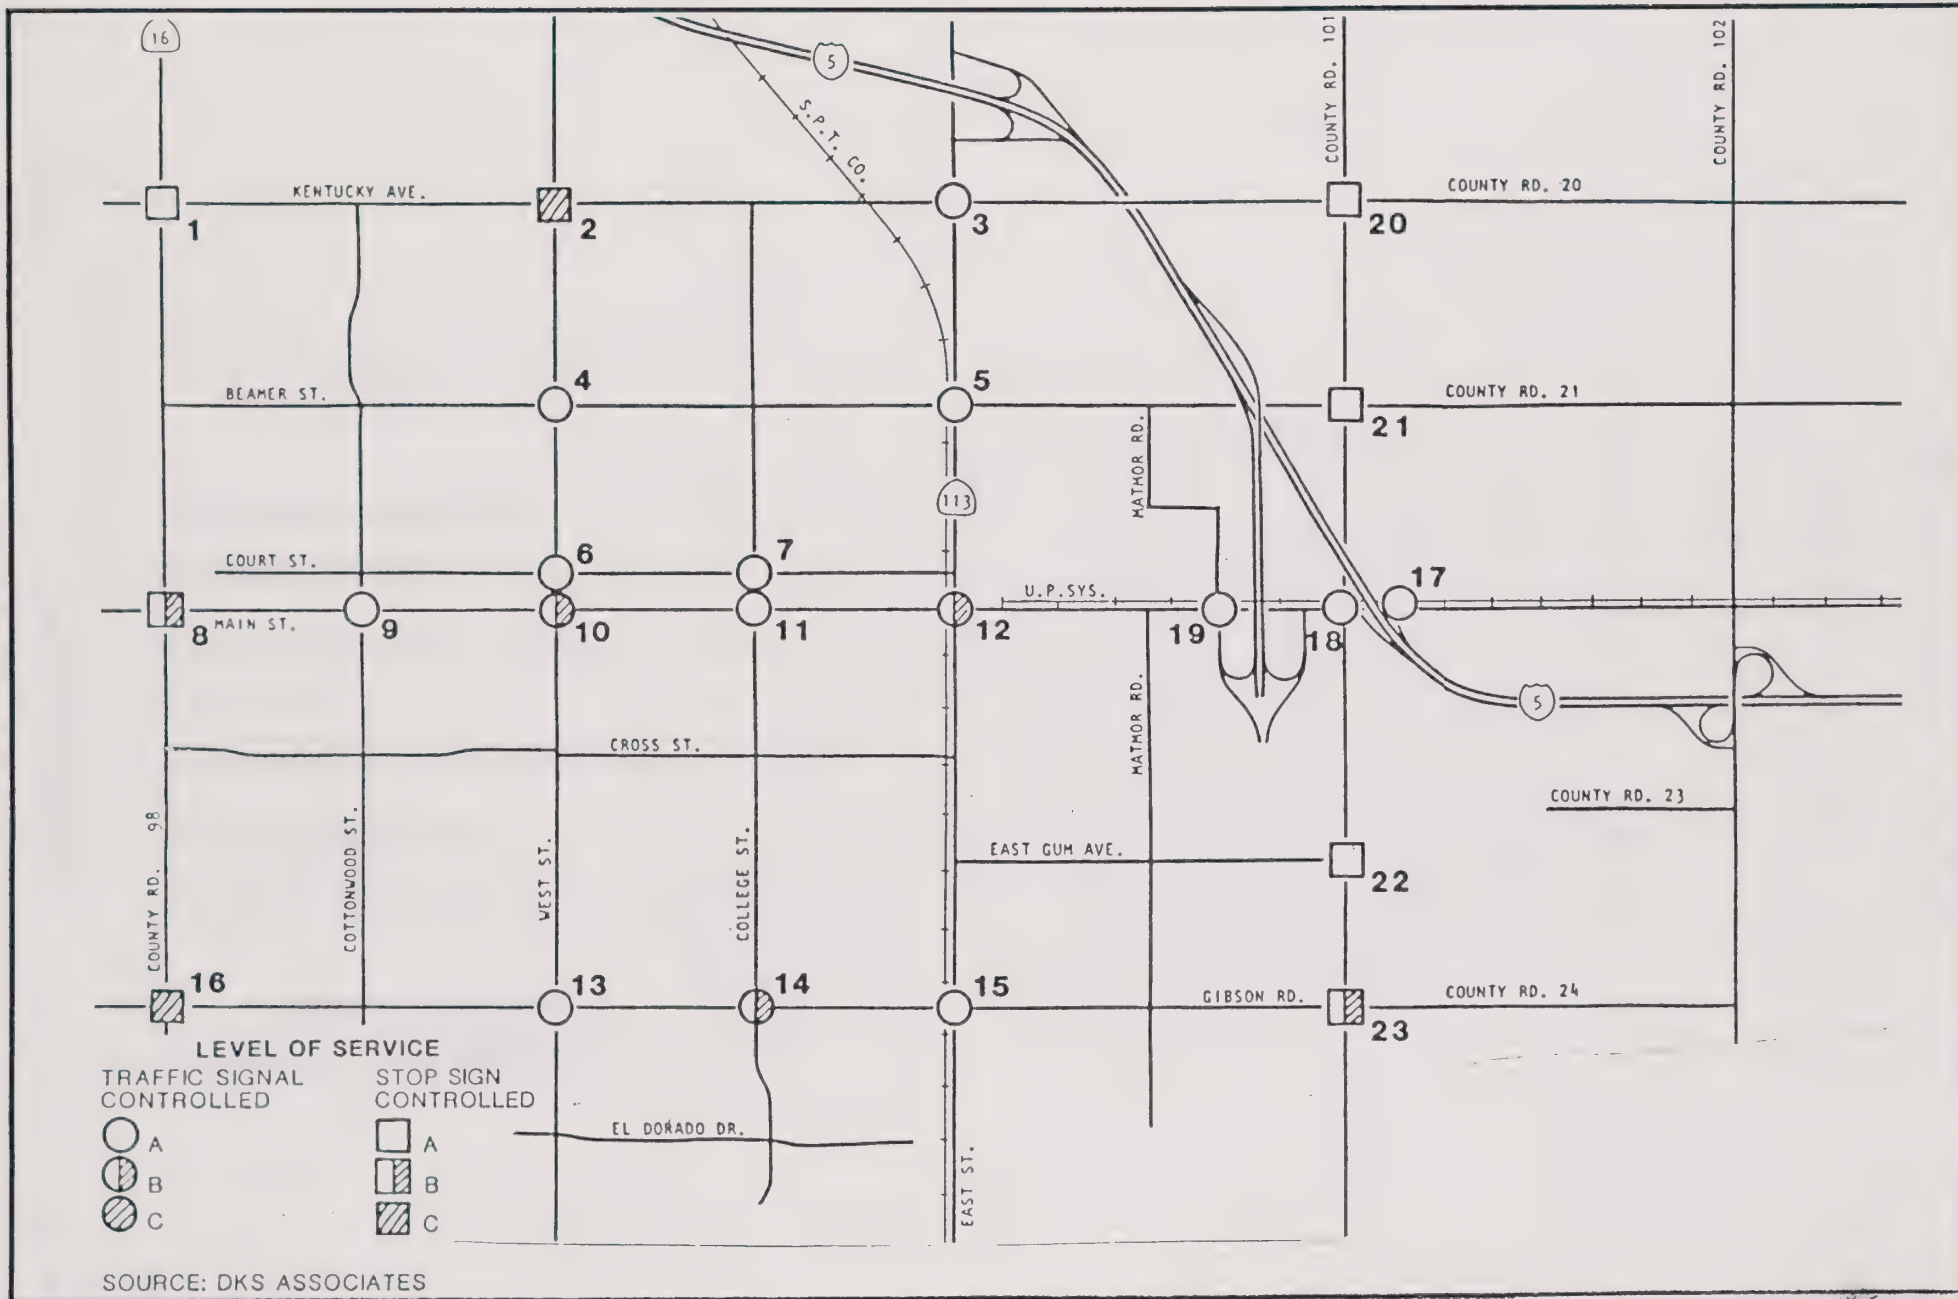 16
5
COUNTY RD. 101
COUNTY RD. 102
S.P.T. CO.
KENTUCKY AVE.
COUNTY RD. 20
1
2
3
20
BEAMER ST.
4
5
COUNTY RD. 21
21
MATMOR RD.
113
COURT ST.
6
7
U.P.SYS.
17
MAIN ST.
8
9
10
11
12
19
18
MATMOR RD.
5
CROSS ST.
COUNTY RD. 23
COUNTY RD. 98
COTTONWOOD ST.
WEST ST.
COLLEGE ST.
EAST GUM AVE.
22
16
13
14
15
GIBSON RD.
COUNTY RD. 24
23
LEVEL OF SERVICE
TRAFFIC SIGNAL
CONTROLLED
A
B
C
STOP SIGN
CONTROLLED
A
B
C
EL DORADO DR.
EAST ST.
SOURCE: DKS ASSOCIATES